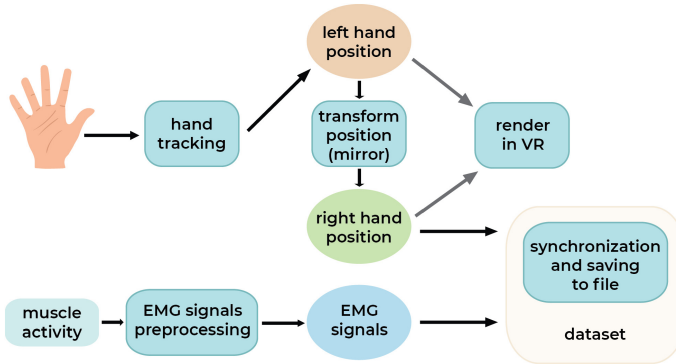 left hand
position
hand
tracking
transform
position
(mirror)
render
in VR
right hand
position
synchronization
and saving
to file
dataset
muscle
activity
EMG signals
preprocessing
EMG
signals